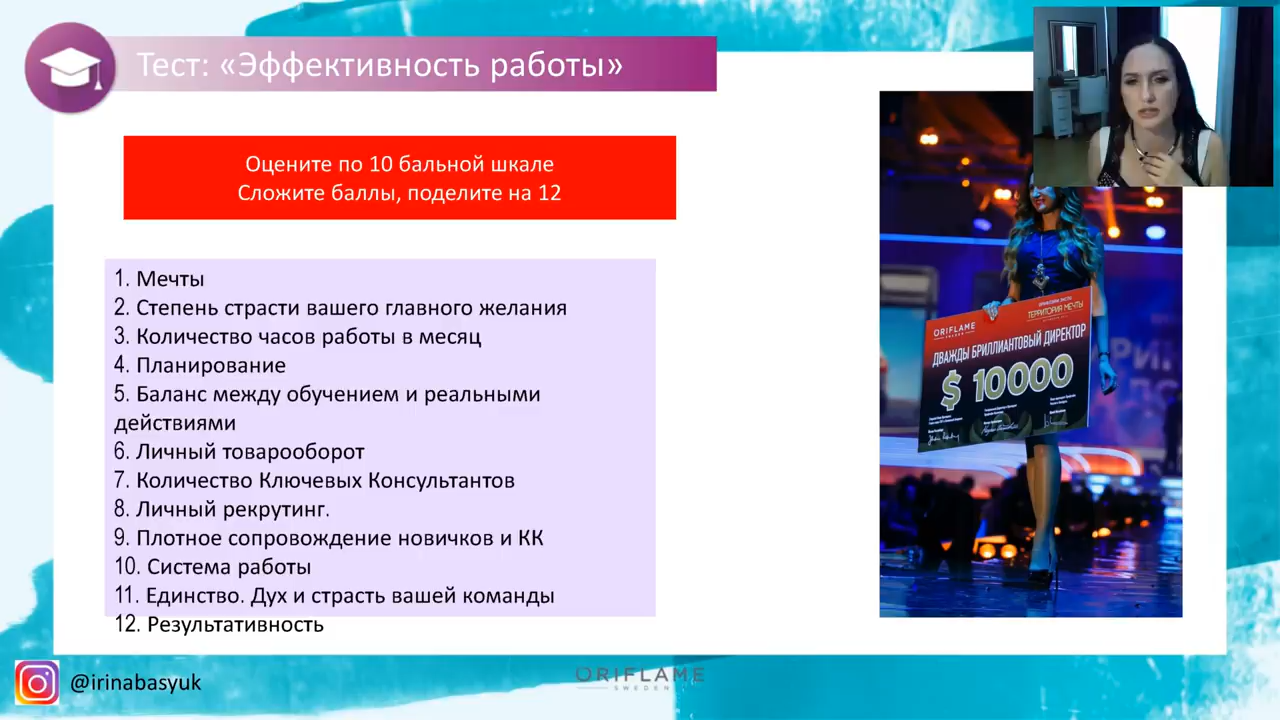 Тест: «Эффективность работы»
Оцените по 10 бальной шкале
Сложите баллы, поделите на 12
1. Мечты
2. Степень страсти вашего главного желания
3. Количество часов работы в месяц
4. Планирование
5. Баланс между обучением и реальными
действиями
6. Личный товарооборот
7. Количество Ключевых Консультантов
8. Личный рекрутинг.
9. Плотное сопровождение новичков и КК
10. Система работы
11. Единство. Дух и страсть вашей команды
12. Результативность
ORIFLAME
ТЕРРИТОРИЯ МЕЧТЫ
ДВАЖДЫ БРИЛЛИАНТОВЫЙ ДИРЕКТОР
$ 10000
@irinabasyuk
ORIFLAME
SWEDEN